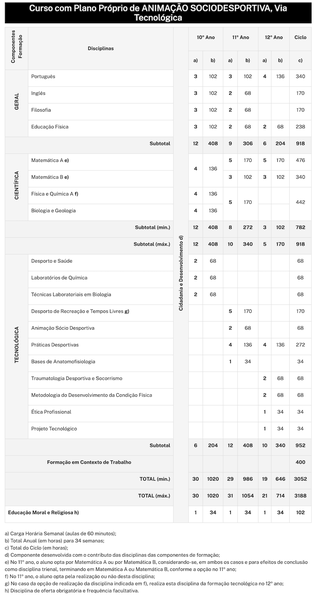 Curso com Plano Próprio de ANIMAÇÃO SOCIODESPORTIVA, Via
Tecnológica
Componentes
Formação
Disciplinas
10º Ano 11º Ano 12º Ano Ciclo
a) b) a) b) a) b) c)
Cidadania e Desenvolvimento d)
GERAL
Português 3 102 3 102 4 136 340
Inglês 3 102 2 68 170
Filosofia 3 102 2 68 170
Educação Física 3 102 2 68 2 68 238
Subtotal 12 408 9 306 6 204 918
CIENTÍFICA
Matemática A e) 4 136 5 170 5 170 476
Matemática B e) 3 102 3 102 340
Física e Química A f) 4 136 5 170 442
Biologia e Geologia 4 136
Subtotal (mín.) 12 408 8 272 3 102 782
Subtotal (máx.) 12 408 10 340 5 170 918
TECNOLÓGICA
Desporto e Saúde 2 68 68
Laboratórios de Química 2 68 68
Técnicas Laboratoriais em Biologia 2 68 68
Desporto de Recreação e Tempos Livres g) 5 170 170
Animação Sócio Desportiva 2 68 68
Práticas Desportivas 4 136 4 136 272
Bases de Anatomofisiologia 1 34 34
Traumatologia Desportiva e Socorrismo 2 68 68
Metodologia do Desenvolvimento da Condição Física 2 68 68
Ética Profissional 1 34 34
Projeto Tecnológico 1 34 34
Subtotal 6 204 12 408 10 340 952
Formação em Contexto de Trabalho 400
TOTAL (mín.) 30 1020 29 986 19 646 3052
TOTAL (máx.) 30 1020 31 1054 21 714 3188
Educação Moral e Religiosa h) 1 34 1 34 1 34 102
a) Carga Horária Semanal (aulas de 60 minutos);
b) Total Anual (em horas) para 34 semanas;
c) Total do Ciclo (em horas);
d) Componente desenvolvida com o contributo das disciplinas das componentes de formação;
e) No 11º ano, o aluno opta por Matemática A ou por Matemática B, considerando-se, em ambos os casos e para efeitos de conclusão
como disciplina trienal, terminando em Matemática A ou Matemática B, conforme a opção no 11º ano;
f) No 11º ano, o aluno opta pela realização ou não desta disciplina;
g) No caso da opção de realização da disciplina indicada em f), realiza esta disciplina da formação tecnológica no 12º ano;
h) Disciplina de oferta obrigatória e frequência facultativa.